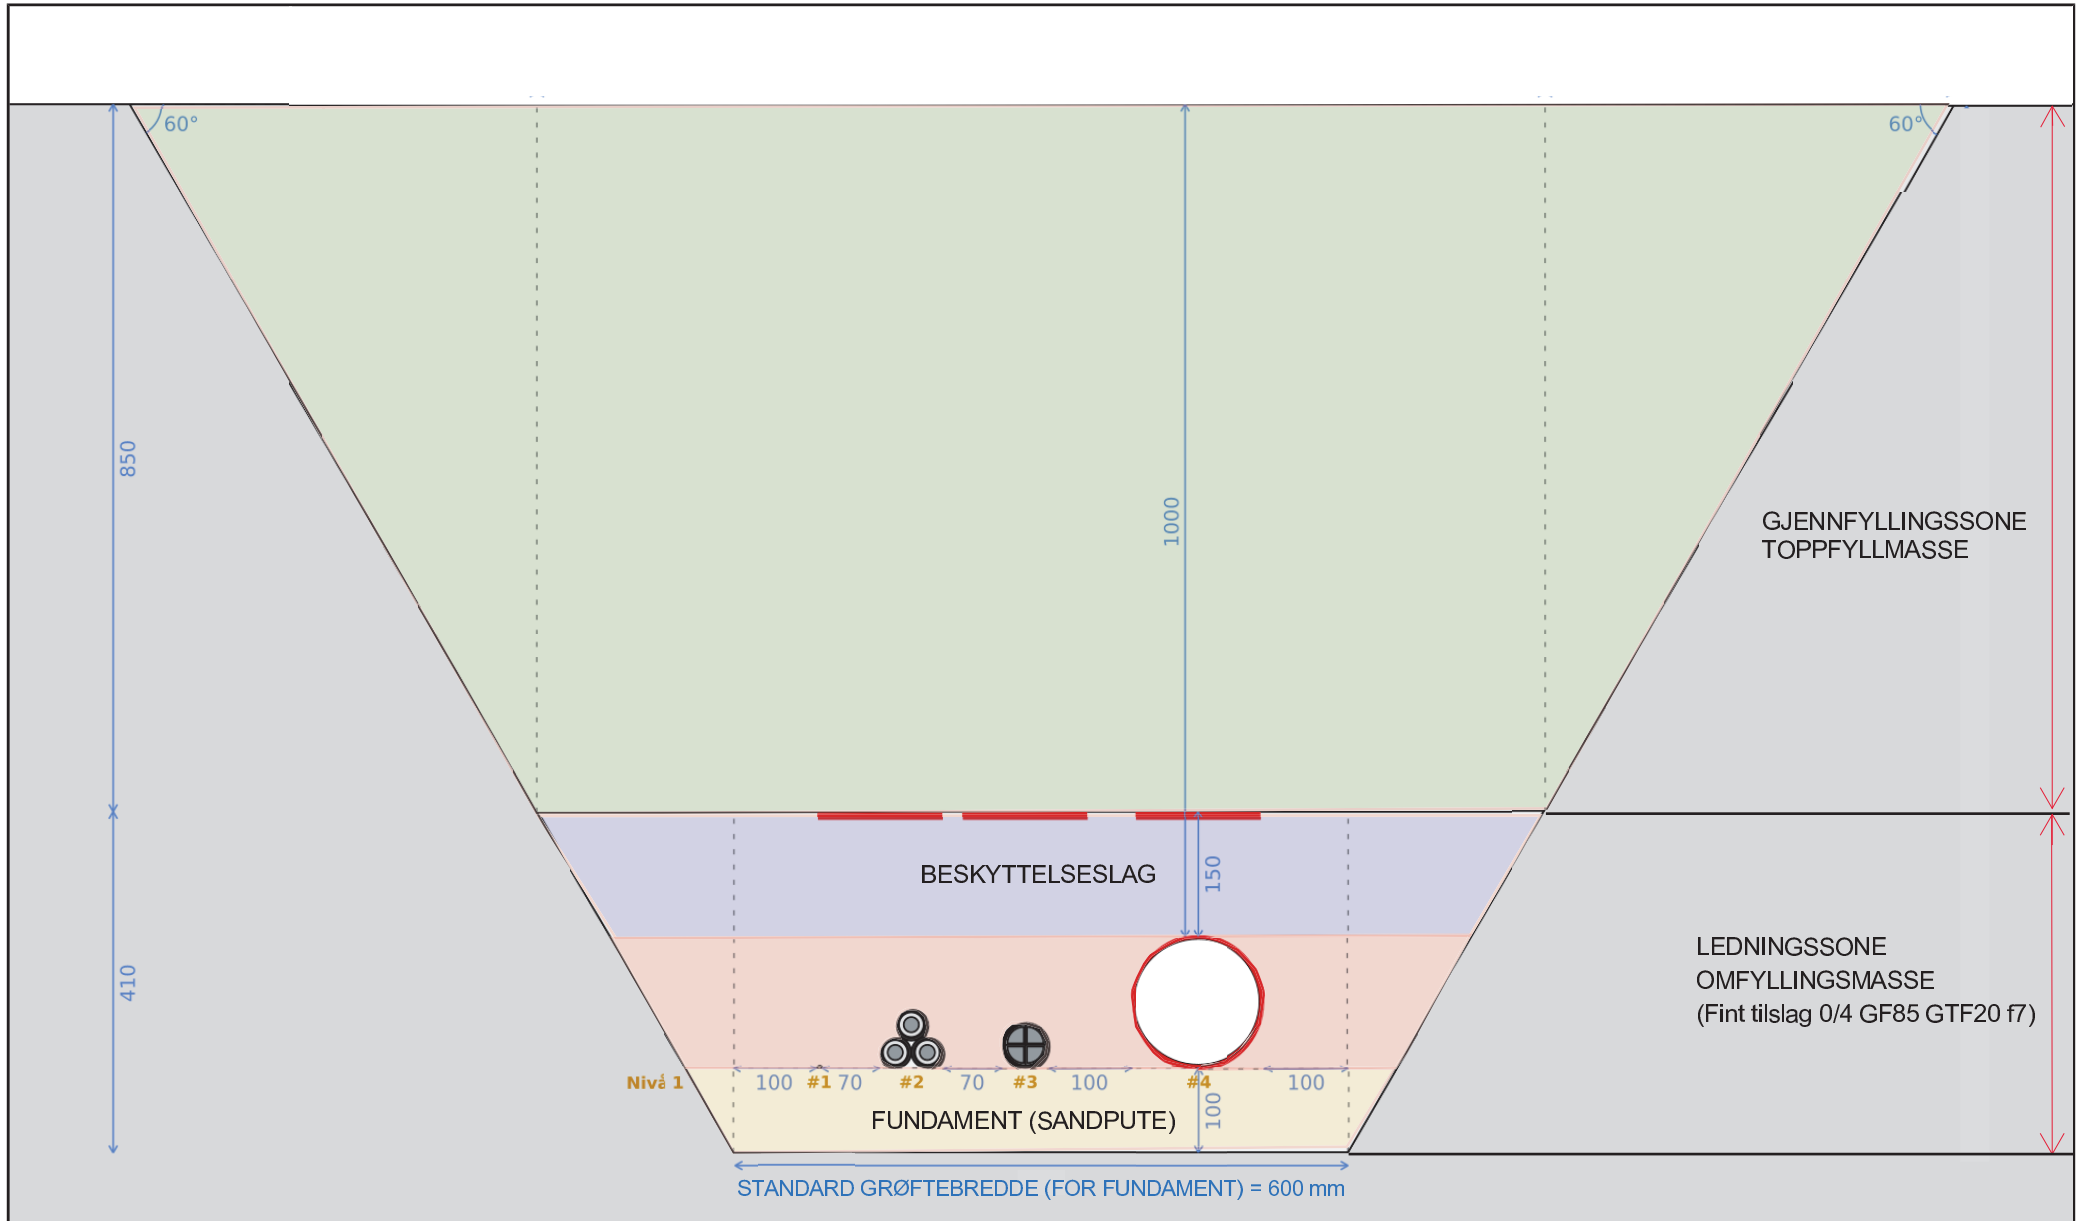 60°
60°
850
1000
GJENNFYLLINGSSONE
TOPPFYLLMASSE
BESKYTTELSESLAG
150
410
LEDNINGSSONE
OMFYLLINGSMASSE
(Fint tilslag 0/4 GF85 GTF20 f7)
Nivå 1
100 #1 70 #2 70 #3 100 #4 100
100
FUNDAMENT (SANDPUTE)
STANDARD GRØFTEBREDDE (FOR FUNDAMENT) = 600 mm